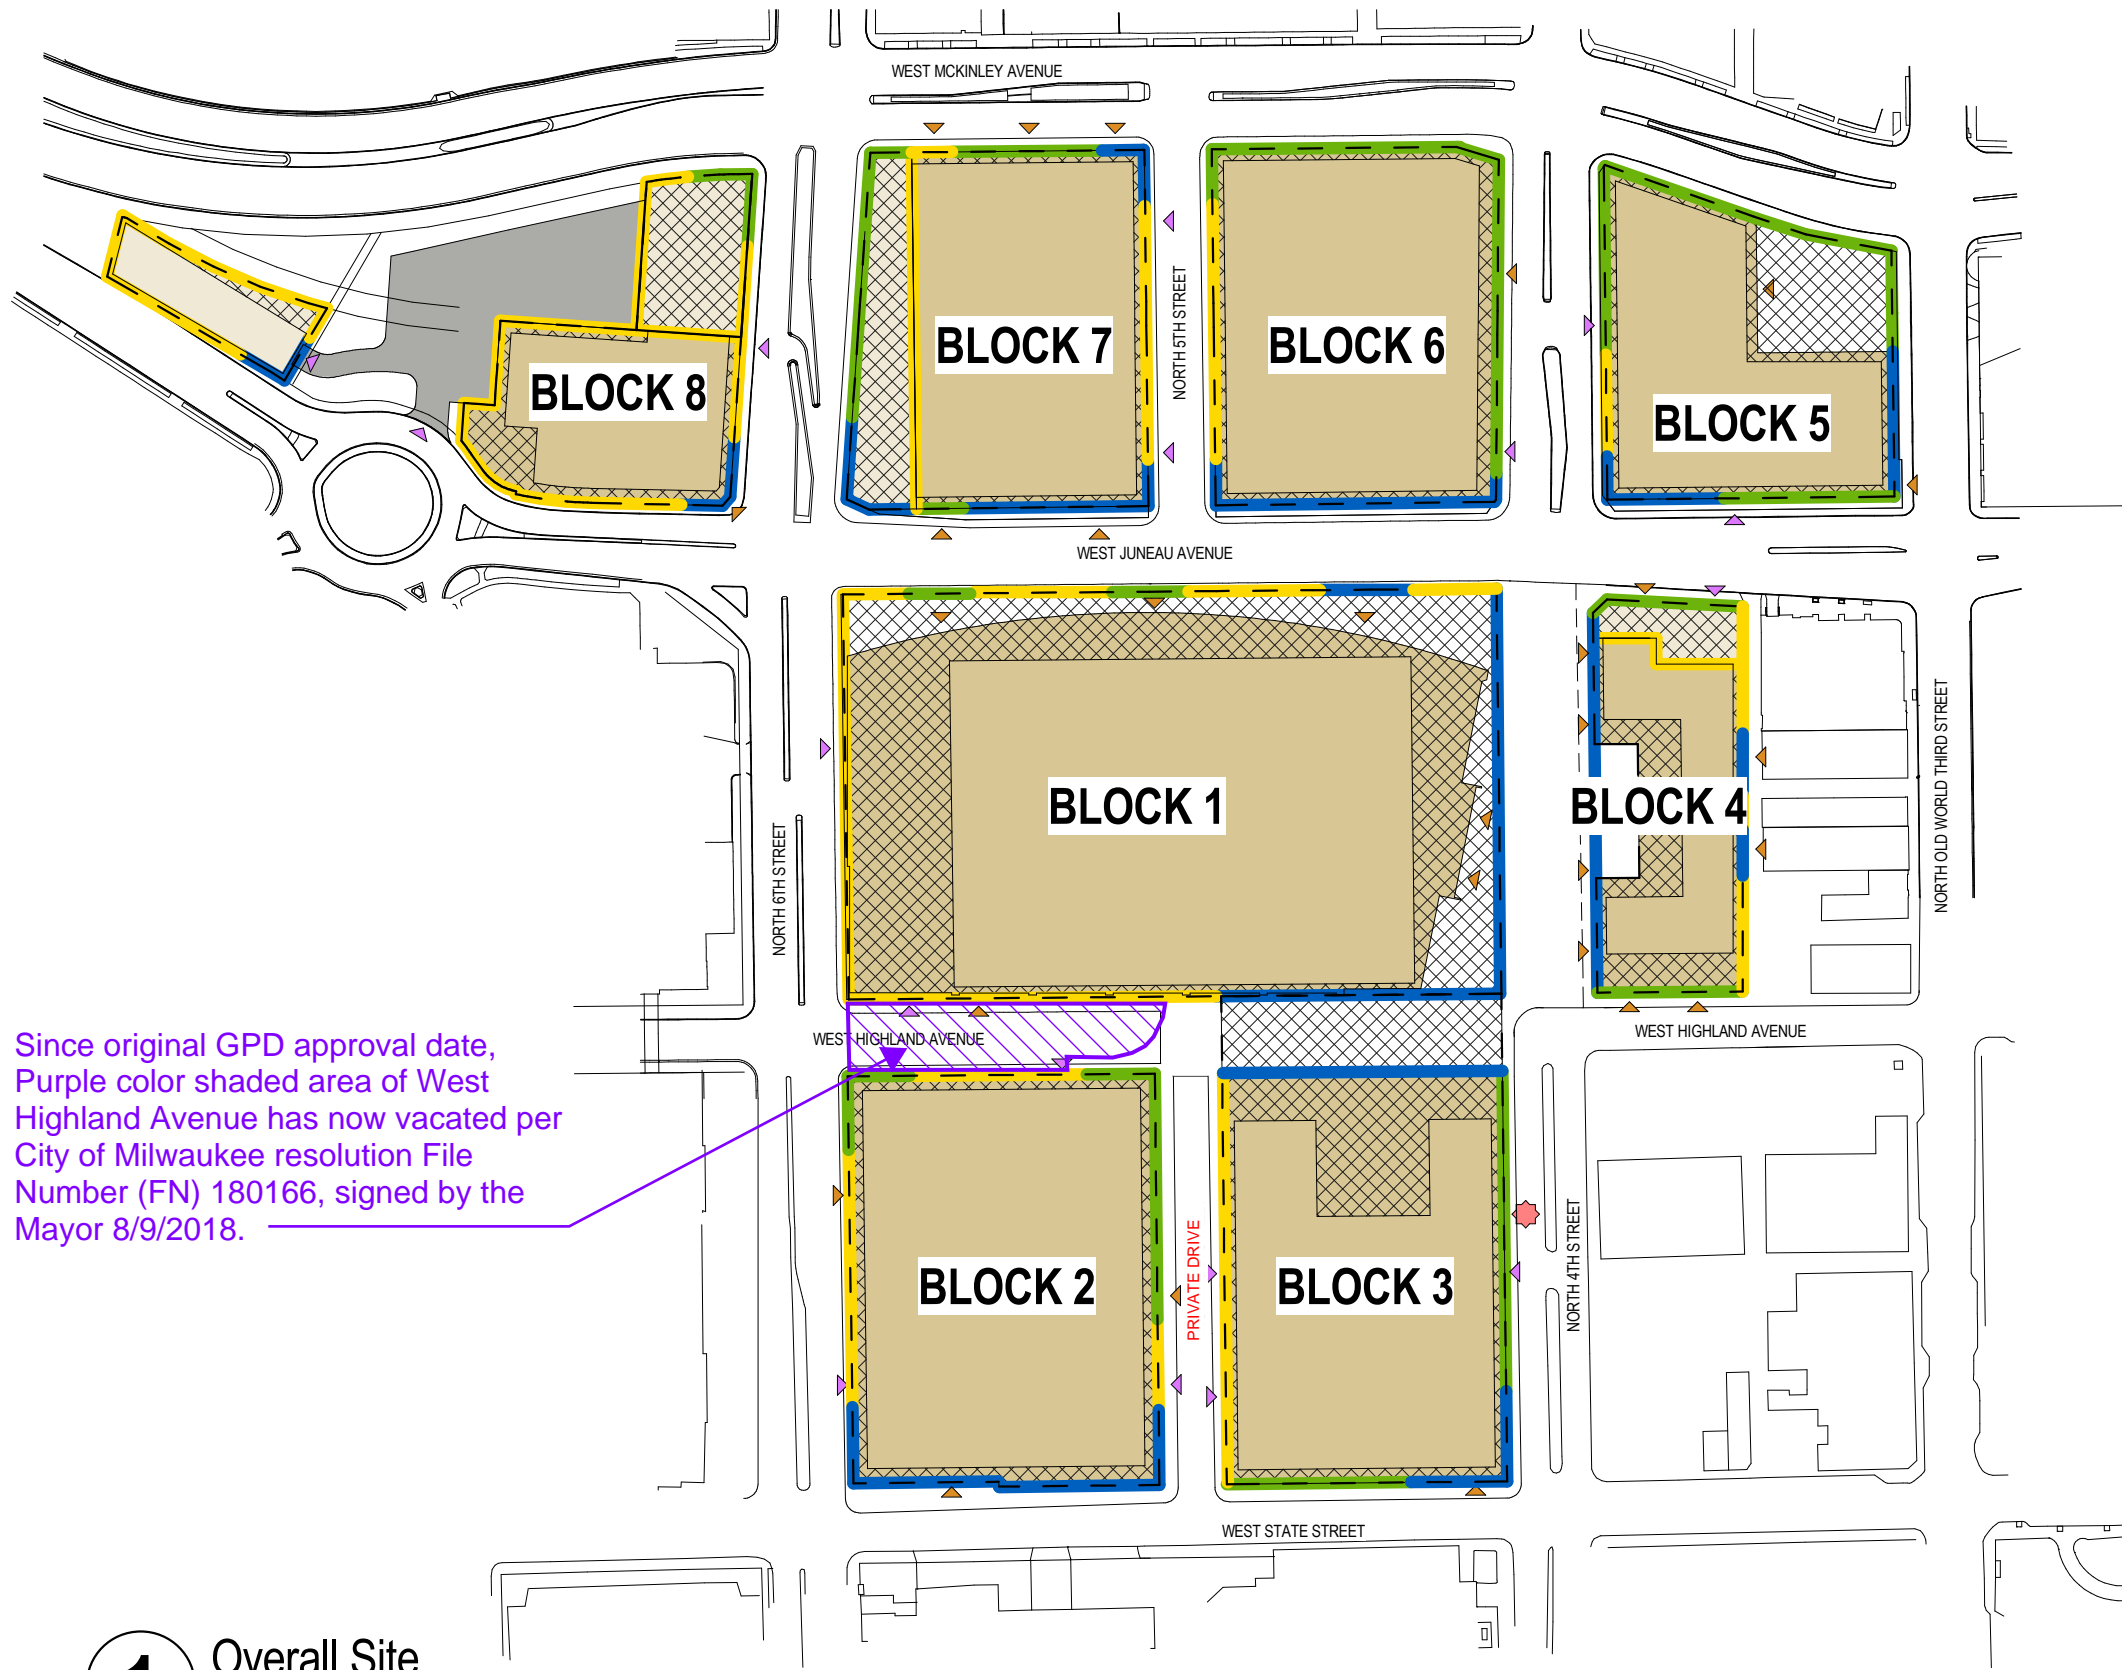 WEST MCKINLEY AVENUE
NORTH 5TH STREET
BLOCK 7
BLOCK 6
BLOCK 8
BLOCK 5
WEST JUNEAU AVENUE
BLOCK 1
BLOCK 4
NORTH OLD WORLD THIRD STREET
NORTH 6TH STREET
WEST HIGHLAND AVENUE
WEST HIGHLAND AVENUE
Since original GPD approval date,
Purple color shaded area of West
Highland Avenue has now vacated per
City of Milwaukee resolution File
Number (FN) 180166, signed by the
Mayor 8/9/2018.
BLOCK 2
PRIVATE DRIVE
BLOCK 3
NORTH 4TH STREET
WEST STATE STREET
1
Overall Site